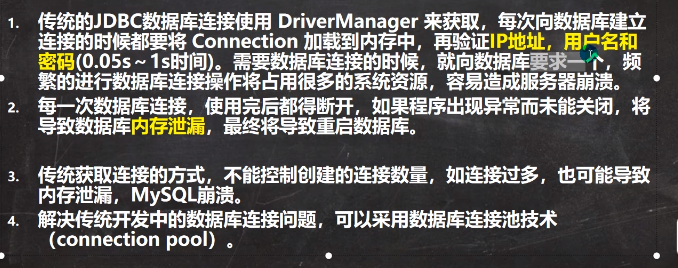 1. 传统的JDBC数据库连接使用 DriverManager 来获取，每次向数据库建立
连接的时候都要将 Connection 加载到内存中，再验证IP地址，用户名和
密码(0.05s～1s时间)。需要数据库连接的时候，就向数据库要求一个，频
繁的进行数据库连接操作将占用很多的系统资源，容易造成服务器崩溃。
2. 每一次数据库连接，使用完后都得断开，如果程序出现异常而未能关闭，将
导致数据库内存泄漏，最终将导致重启数据库。
3. 传统获取连接的方式，不能控制创建的连接数量，如连接过多，也可能导致
内存泄漏，MySQL崩溃。
4. 解决传统开发中的数据库连接问题，可以采用数据库连接池技术
（connection pool）。